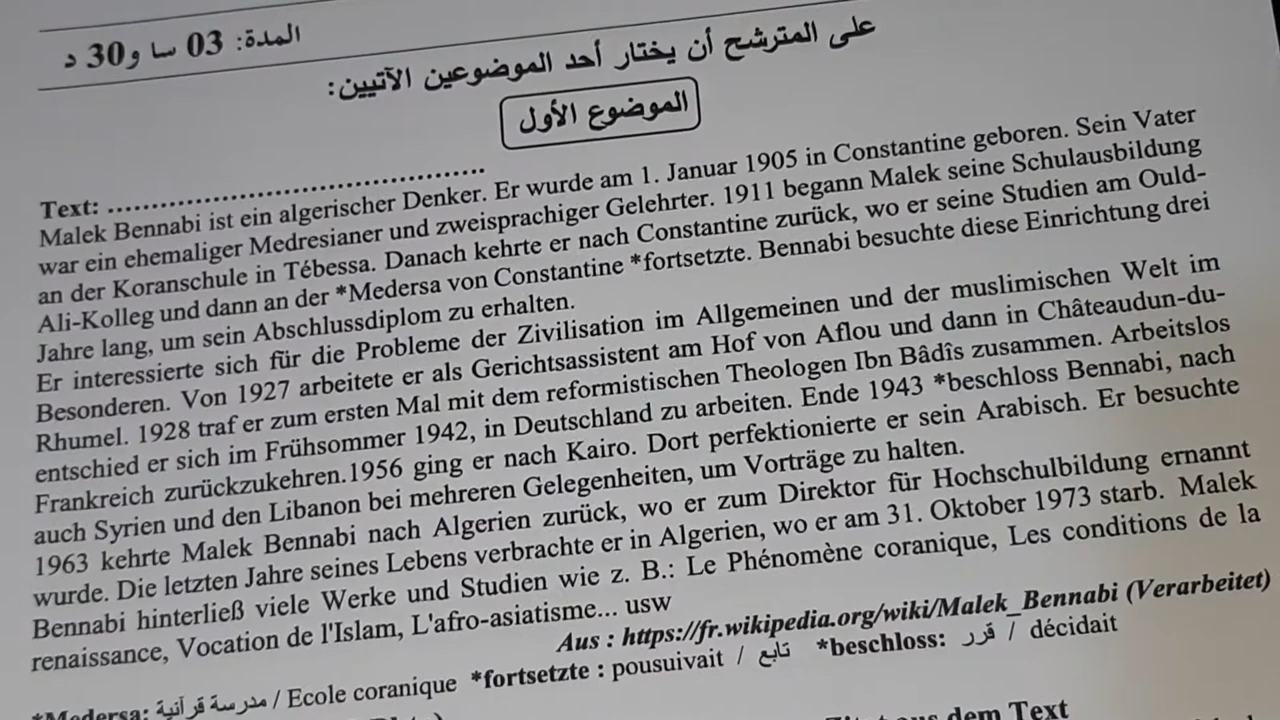 المدة: 03 سا و30 د
على المترشح أن يختار أحد الموضوعين الآتيين:
الموضوع الأول
Text: ................................................
Malek Bennabi ist ein algerischer Denker. Er wurde am 1. Januar 1905 in Constantine geboren. Sein Vater
war ein ehemaliger Medresianer und zweisprachiger Gelehrter. 1911 begann Malek seine Schulausbildung
an der Koranschule in Tébessa. Danach kehrte er nach Constantine zurück, wo er seine Studien am Ould-
Ali-Kolleg und dann an der *Medersa von Constantine *fortsetzte. Bennabi besuchte diese Einrichtung drei
Jahre lang, um sein Abschlussdiplom zu erhalten.
Er interessierte sich für die Probleme der Zivilisation im Allgemeinen und der muslimischen Welt im
Besonderen. Von 1927 arbeitete er als Gerichtsassistent am Hof von Aflou und dann in Châteaudun-du-
Rhumel. 1928 traf er zum ersten Mal mit dem reformistischen Theologen Ibn Bâdîs zusammen. Arbeitslos
entschied er sich im Frühsommer 1942, in Deutschland zu arbeiten. Ende 1943 *beschloss Bennabi, nach
Frankreich zurückzukehren.1956 ging er nach Kairo. Dort perfektionierte er sein Arabisch. Er besuchte
auch Syrien und den Libanon bei mehreren Gelegenheiten, um Vorträge zu halten.
1963 kehrte Malek Bennabi nach Algerien zurück, wo er zum Direktor für Hochschulbildung ernannt
wurde. Die letzten Jahre seines Lebens verbrachte er in Algerien, wo er am 31. Oktober 1973 starb. Malek
Bennabi hinterließ viele Werke und Studien wie z. B.: Le Phénomène coranique, Les conditions de la
renaissance, Vocation de l'Islam, L'afro-asiatisme... usw
Aus : https://fr.wikipedia.org/wiki/Malek_Bennabi (Verarbeitet)
*Medersa: مدرسة قرآنية / Ecole coranique *fortsetzte : pousuivait / تابع *beschloss: قرر / décidait
aus dem Text